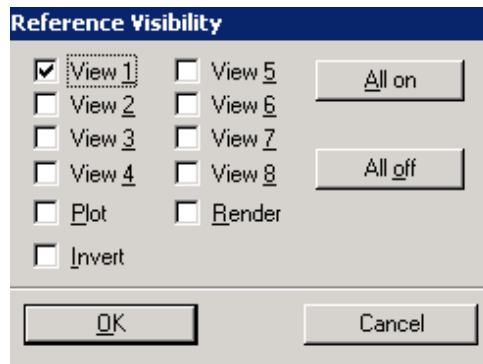 Reference Visibility
View 1
View 5
All on
View 2
View 6
View 3
View 7
View 4
View 8
All off
Plot
Render
Invert
OK
Cancel